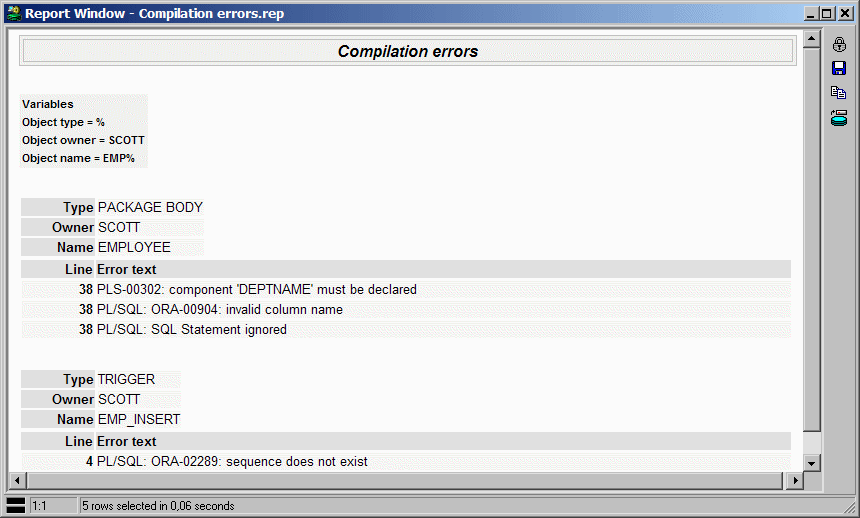 Report Window - Compilation errors.rep
Compilation errors
Variables
Object type = %
Object owner = SCOTT
Object name = EMP%
Type PACKAGE BODY
Owner SCOTT
Name EMPLOYEE
Line Error text
38 PLS-00302: component 'DEPTNAME' must be declared
38 PL/SQL: ORA-00904: invalid column name
38 PL/SQL: SQL Statement ignored
Type TRIGGER
Owner SCOTT
Name EMP_INSERT
Line Error text
4 PL/SQL: ORA-02289: sequence does not exist
1:1 5 rows selected in 0,06 seconds